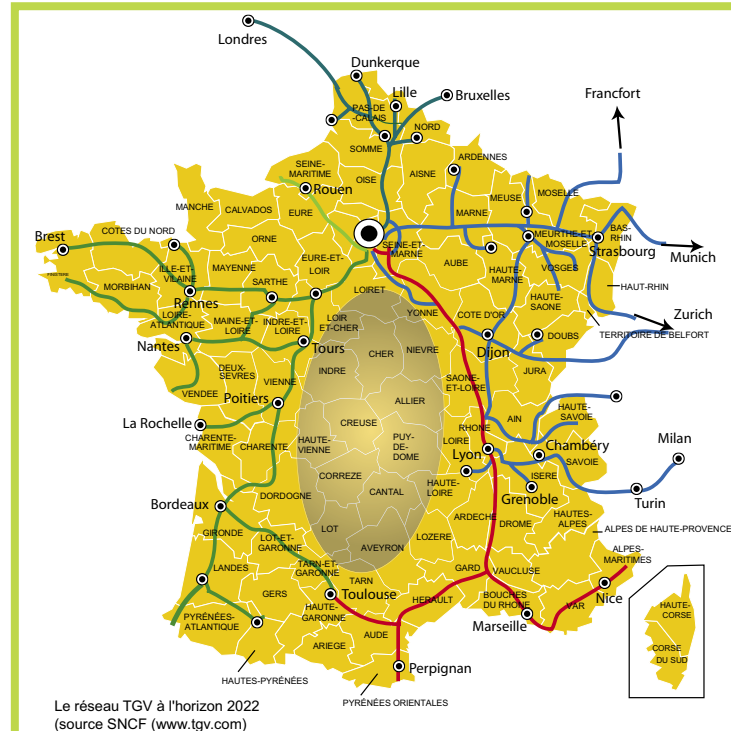 Londres
Dunkerque
Lille
Bruxelles
Francfort
PAS-DE
-CALAIS
NORD
SOMME
ARDENNES
SEINE-
MARITIME
OISE
AISNE
Rouen
MEUSE
MOSELLE
MANCHE
CALVADOS
EURE
MARNE
BAS-
RHIN
Brest
COTES DU NORD
ORNE
SEINE-ET-
MARNE
MEURTHE-ET-
MOSELLE
Strasbourg
Munich
FINISTERE
MORBIHAN
ILLE-ET-
VILAINE
MAYENNE
EURE-ET-
LOIR
AUBE
HAUTE-
MARNE
VOSGES
Rennes
SARTHE
LOIRET
HAUT-RHIN
LOIRE-
ATLANTIQUE
MAINE-ET-
LOIRE
INDRE-ET-
LOIRE
LOIR
ET-CHER
YONNE
COTE D'OR
HAUTE-
SAONE
Zurich
TERRITOIRE DE BELFORT
Nantes
Tours
CHER
NIEVRE
Dijon
DOUBS
DEUX-
SEVRES
VIENNE
INDRE
SAONE-
ET-LOIRE
JURA
VENDEE
Poitiers
ALLIER
La Rochelle
CREUSE
AIN
HAUTE-
SAVOIE
CHARENTE-
MARITIME
CHARENTE
HAUTE-
VIENNE
PUY-
DE-
DOME
LOIRE
RHONE
Lyon
Chambéry
SAVOIE
Milan
CORREZE
CANTAL
HAUTE-
LOIRE
ISERE
Grenoble
Turin
Bordeaux
DORDOGNE
GIRONDE
LOT
ARDECHE
DROME
HAUTES-
ALPES
ALPES DE HAUTE-PROVENCE
LOT-ET-
GARONNE
AVEYRON
LOZERE
LANDES
TARN-ET-
GARONNE
TARN
GARD
VAUCLUSE
ALPES-
MARITIMES
GERS
Toulouse
HAUTE-
GARONNE
HERAULT
BOUCHES
DU RHONE
VAR
Nice
PYRÉNÉES-
ATLANTIQUE
Marseille
HAUTE-
CORSE
ARIEGE
AUDE
CORSE
DU SUD
HAUTES-PYRÉNÉES
Perpignan
PYRÉNÉES ORIENTALES
Le réseau TGV à l'horizon 2022
(source SNCF (www.tgv.com)